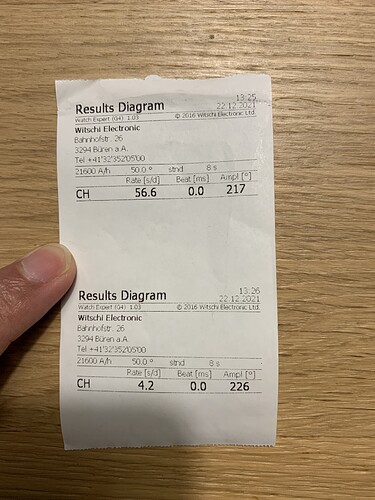 13:25
Results Diagram 22.12.2021
Watch Expert (G4) 1.03 © 2016 Witschi Electronic Ltd.
Witschi Electronic
Bahnhofstr. 26
3294 Büren a.A.
Tel +41'32'352'05'00
21600 A/h 50.0 ° stnd 8 s
Rate [s/d] Beat [ms] Ampl [°]
CH 56.6 0.0 217
13:26
Results Diagram 22.12.2021
Watch Expert (G4) 1.03 © 2016 Witschi Electronic Ltd.
Witschi Electronic
Bahnhofstr. 26
3294 Büren a.A.
Tel +41'32'352'05'00
21600 A/h 50.0 ° stnd 8 s
Rate [s/d] Beat [ms] Ampl [°]
CH 4.2 0.0 226